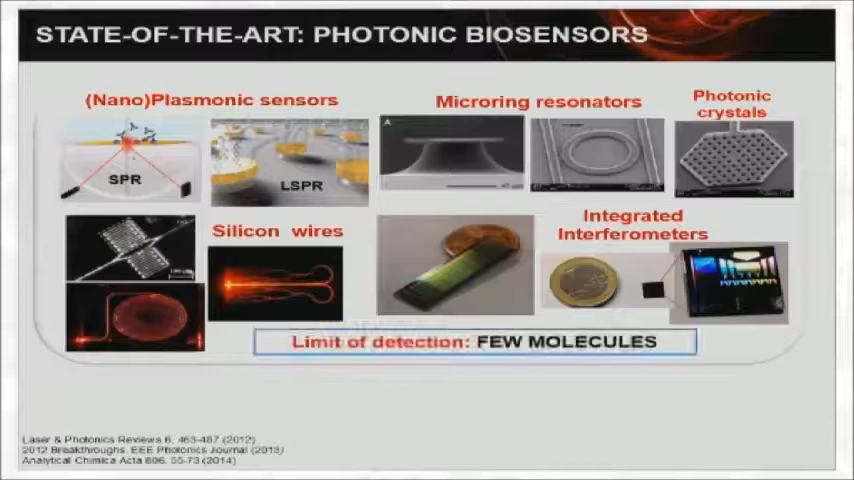 STATE-OF-THE-ART: PHOTONIC BIOSENSORS
(Nano)Plasmonic sensors
Microring resonators
Photonic
crystals
SPR
LSPR
A
Silicon wires
Integrated
Interferometers
Limit of detection: FEW MOLECULES
Laser & Photonics Reviews 6, 463-487 (2012)
2012 Breakthroughs. IEEE Photonics Journal (2013)
Analytical Chimica Acta 806, 55-73 (2014)